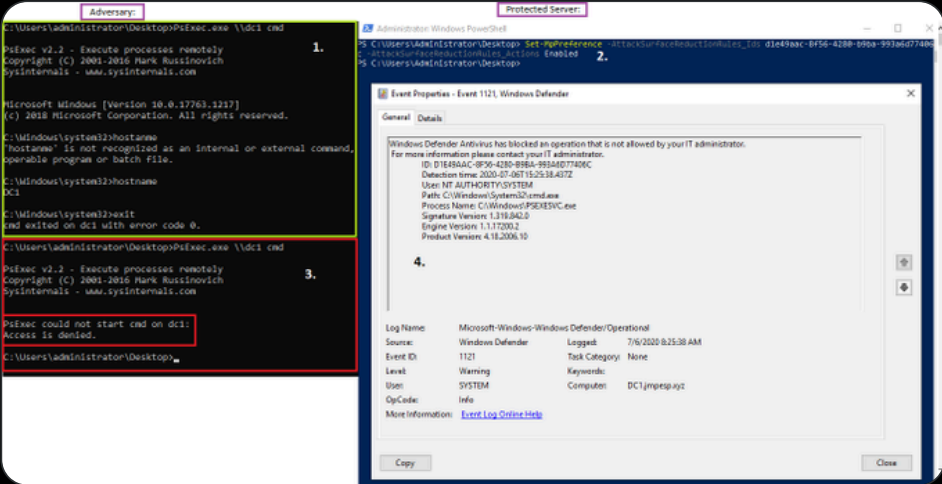 Adversary:
C:\Users\administrator\Desktop>PsExec.exe \\dc1 cmd
1.
PsExec v2.2 - Execute processes remotely
Copyright (C) 2001-2016 Mark Russinovich
Sysinternals - www.sysinternals.com
Microsoft Windows [Version 10.0.17763.1217]
(c) 2018 Microsoft Corporation. All rights reserved.
C:\Windows\system32>hostanme
'hostanme' is not recognized as an internal or external command,
operable program or batch file.
C:\Windows\system32>hostname
DC1
C:\Windows\system32>exit
cmd exited on dc1 with error code 0.
C:\Users\administrator\Desktop>PsExec.exe \\dc1 cmd
3.
PsExec v2.2 - Execute processes remotely
Copyright (C) 2001-2016 Mark Russinovich
Sysinternals - www.sysinternals.com
PsExec could not start cmd on dc1:
Access is denied.
C:\Users\administrator\Desktop>
Protected Server:
Administrator: Windows PowerShell
PS C:\Users\Administrator\Desktop> Set-MpPreference -AttackSurfaceReductionRules_Ids d1e49aac-8f56-4280-b9ba-993a6d77406
c -AttackSurfaceReductionRules_Actions Enabled
2.
PS C:\Users\Administrator\Desktop>
Event Properties - Event 1121, Windows Defender
General Details
Windows Defender Antivirus has blocked an operation that is not allowed by your IT administrator.
For more information please contact your IT administrator.
ID: D1E49AAC-8F56-4280-B9BA-993A6D77406C
Detection time: 2020-07-06T15:25:38.437Z
User: NT AUTHORITY\SYSTEM
Path: C:\Windows\System32\cmd.exe
Process Name: C:\Windows\PSEXESVC.exe
Signature Version: 1.319.842.0
Engine Version: 1.1.17200.2
Product Version: 4.18.2006.10
4.
Log Name: Microsoft-Windows-Windows Defender/Operational
Source: Windows Defender Logged: 7/6/2020 8:25:38 AM
Event ID: 1121 Task Category: None
Level: Warning Keywords:
User: SYSTEM Computer: DC1.jmpesp.xyz
OpCode: Info
More Information: Event Log Online Help
Copy Close